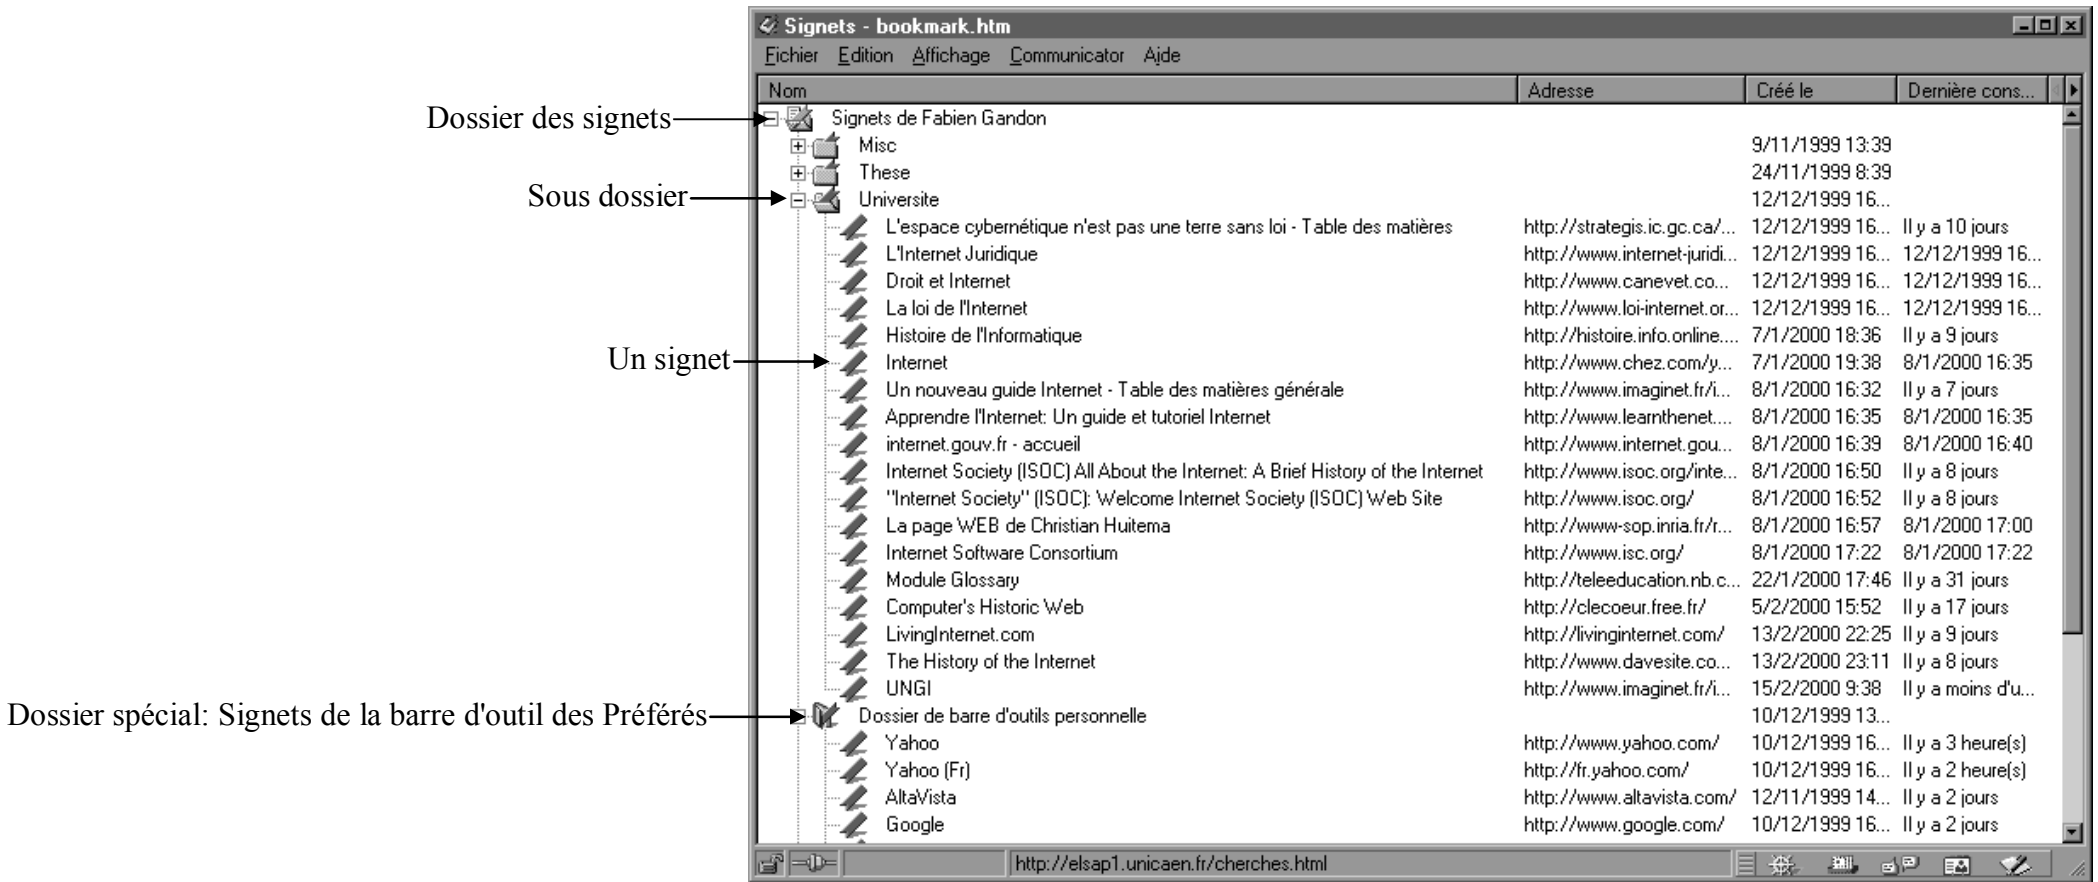 Signets - bookmark.htm
Fichier Edition Affichage Communicator Aide
Nom Adresse Créé le Dernière cons...
Dossier des signets Signets de Fabien Gandon
Misc 9/11/1999 13:39
These 24/11/1999 8:39
Sous dossier Universite 12/12/1999 16...
L'espace cybernétique n'est pas une terre sans loi - Table des matières http://strategis.ic.gc.ca/... 12/12/1999 16... Il y a 10 jours
L'Internet Juridique http://www.internet-juridi... 12/12/1999 16... 12/12/1999 16...
Droit et Internet http://www.canevet.co... 12/12/1999 16... 12/12/1999 16...
La loi de l'Internet http://www.loi-internet.or... 12/12/1999 16... 12/12/1999 16...
Histoire de l'Informatique http://histoire.info.online.... 7/1/2000 18:36 Il y a 9 jours
Un signet Internet http://www.chez.com/y... 7/1/2000 19:38 8/1/2000 16:35
Un nouveau guide Internet - Table des matières générale http://www.imaginet.fr/i... 8/1/2000 16:32 Il y a 7 jours
Apprendre l'Internet: Un guide et tutoriel Internet http://www.learnthenet.... 8/1/2000 16:35 8/1/2000 16:35
internet.gouv.fr - accueil http://www.internet.gou... 8/1/2000 16:39 8/1/2000 16:40
Internet Society (ISOC) All About the Internet: A Brief History of the Internet http://www.isoc.org/inte... 8/1/2000 16:50 Il y a 8 jours
"Internet Society" (ISOC): Welcome Internet Society (ISOC) Web Site http://www.isoc.org/ 8/1/2000 16:52 Il y a 8 jours
La page WEB de Christian Huitema http://www-sop.inria.fr/r... 8/1/2000 16:57 8/1/2000 17:00
Internet Software Consortium http://www.isc.org/ 8/1/2000 17:22 8/1/2000 17:22
Module Glossary http://teleeducation.nb.c... 22/1/2000 17:46 Il y a 31 jours
Computer's Historic Web http://clecoeur.free.fr/ 5/2/2000 15:52 Il y a 17 jours
LivingInternet.com http://livinginternet.com/ 13/2/2000 22:25 Il y a 9 jours
The History of the Internet http://www.davesite.co... 13/2/2000 23:11 Il y a 8 jours
UNGI http://www.imaginet.fr/i... 15/2/2000 9:38 Il y a moins d'u...
Dossier spécial: Signets de la barre d'outil des Préférés Dossier de barre d'outils personnelle 10/12/1999 13...
Yahoo http://www.yahoo.com/ 10/12/1999 16... Il y a 3 heure(s)
Yahoo (Fr) http://fr.yahoo.com/ 10/12/1999 16... Il y a 2 heure(s)
AltaVista http://www.altavista.com/ 12/11/1999 14... Il y a 2 jours
Google http://www.google.com/ 10/12/1999 16... Il y a 2 jours
http://elsap1.unicaen.fr/cherches.html